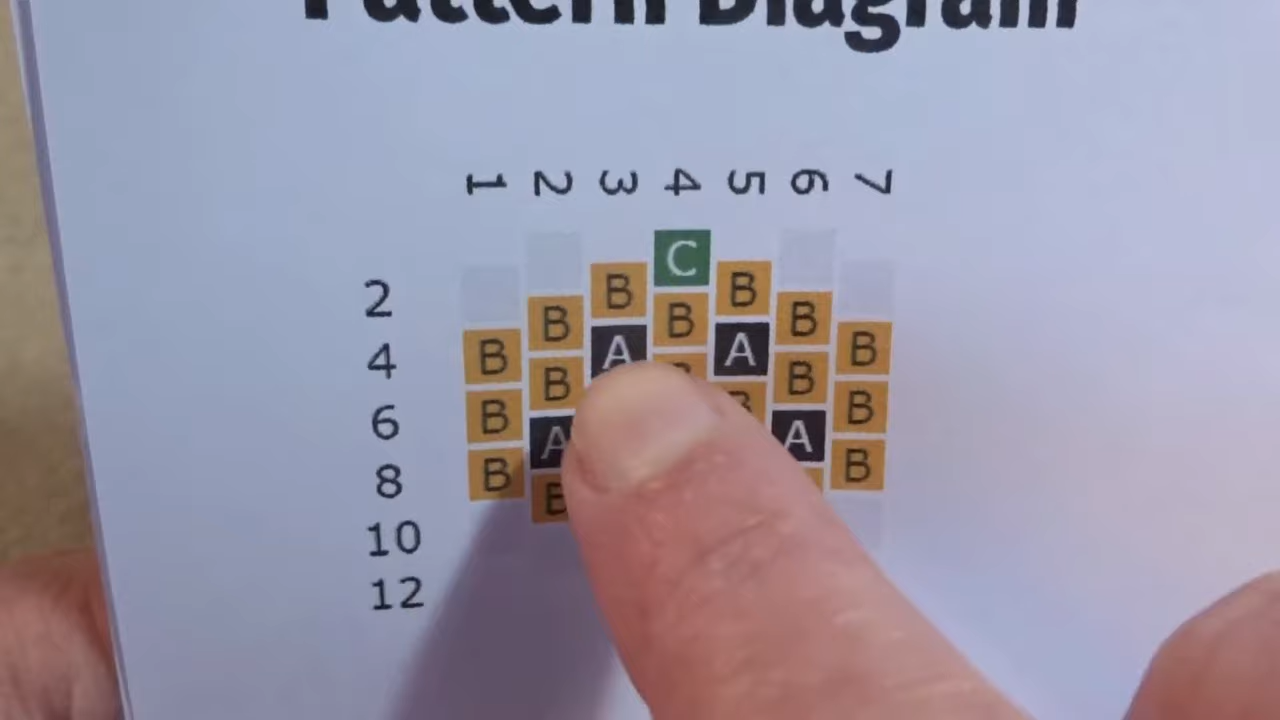 Pattern Diagram
1 2 3 4 5 6 7
C
2 B B
B B B
4 B A A B
B B
6 B B B
A A
8 B B
B
10
12